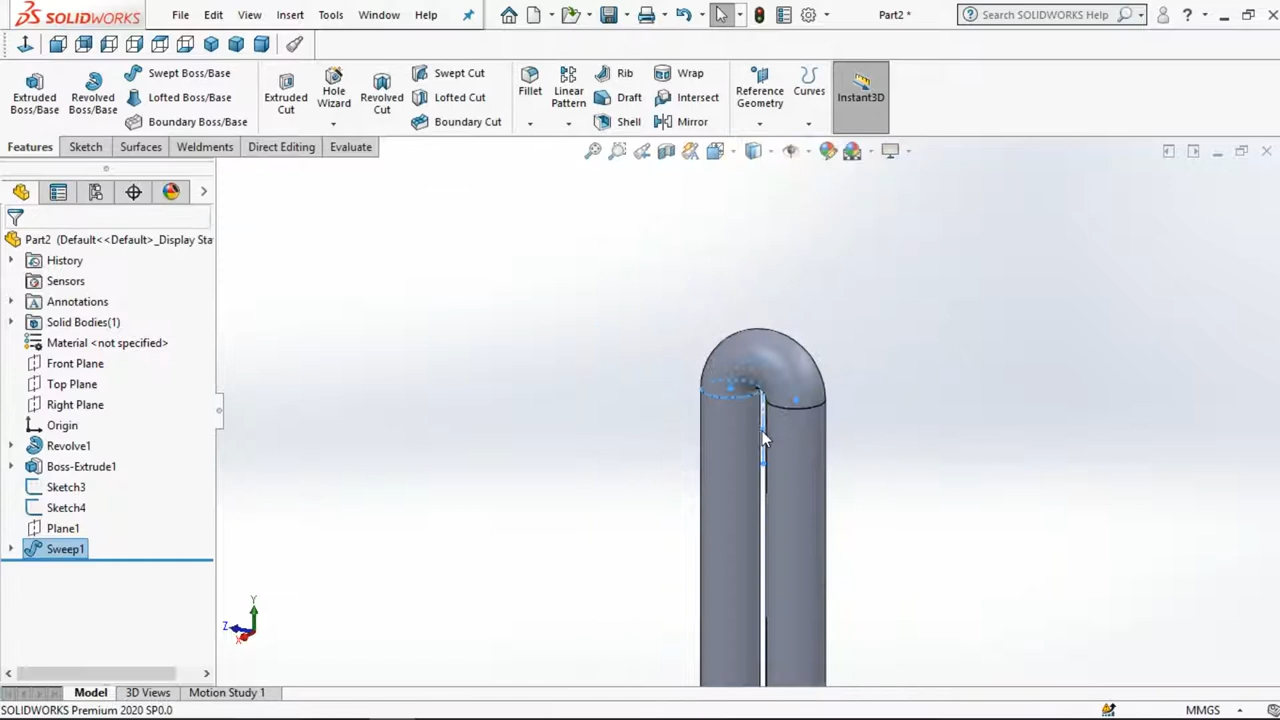 SOLIDWORKS File Edit View Insert Tools Window Help Part2 * Search SOLIDWORKS Help ?
Extruded Boss/Base
Revolved Boss/Base
Swept Boss/Base
Lofted Boss/Base
Boundary Boss/Base
Extruded Cut
Hole Wizard
Revolved Cut
Swept Cut
Lofted Cut
Boundary Cut
Fillet
Linear Pattern
Rib
Draft
Shell
Wrap
Intersect
Mirror
Reference Geometry
Curves
Instant3D
Features Sketch Surfaces Weldments Direct Editing Evaluate
Part2 (Default<<Default>_Display Sta
History
Sensors
Annotations
Solid Bodies(1)
Material <not specified>
Front Plane
Top Plane
Right Plane
Origin
Revolve1
Boss-Extrude1
Sketch3
Sketch4
Plane1
Sweep1
Y
Z
X
Model 3D Views Motion Study 1
SOLIDWORKS Premium 2020 SP0.0 MMGS